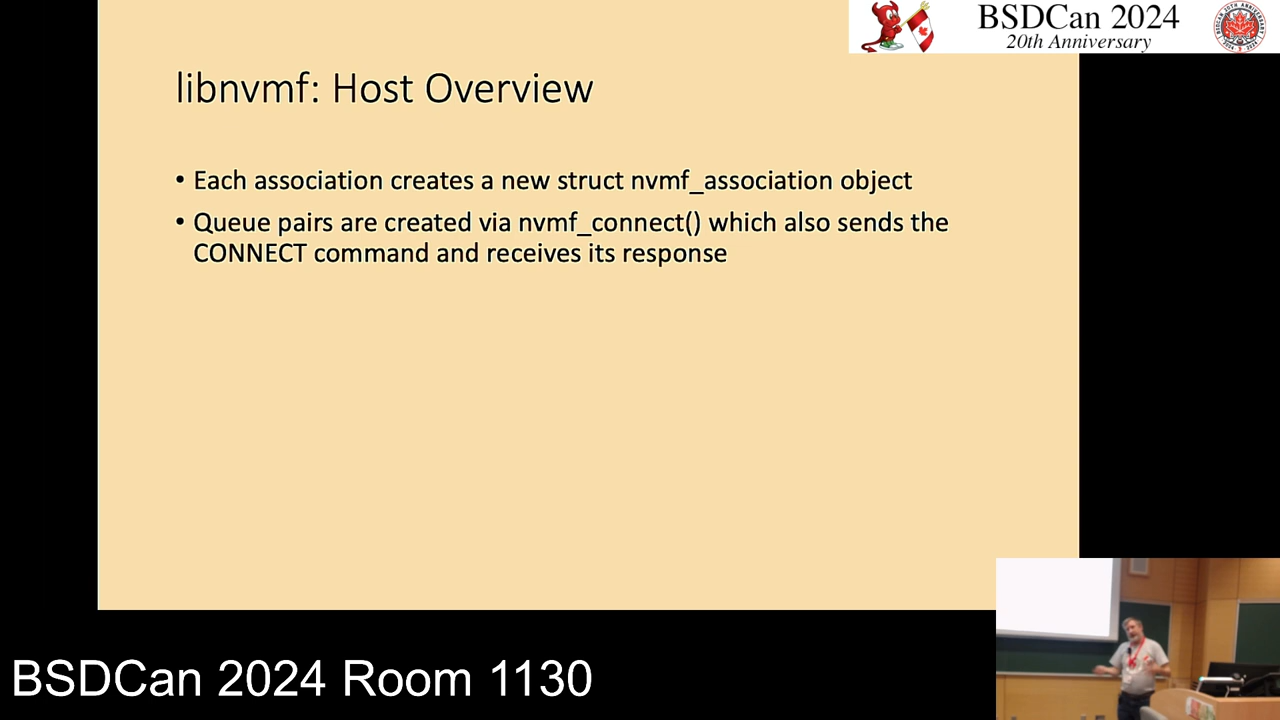 BSDCan 2024
20th Anniversary
libnvmf: Host Overview
• Each association creates a new struct nvmf_association object
• Queue pairs are created via nvmf_connect() which also sends the
CONNECT command and receives its response
BSDCan 2024 Room 1130